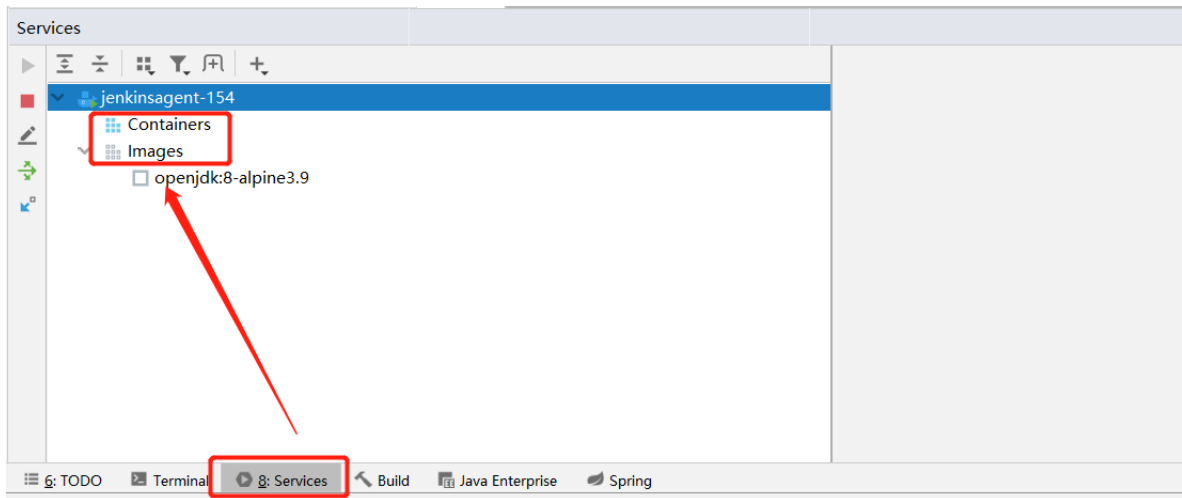 Services
jenkinsagent-154
Containers
Images
openjdk:8-alpine3.9
6: TODO Terminal 8: Services Build Java Enterprise Spring